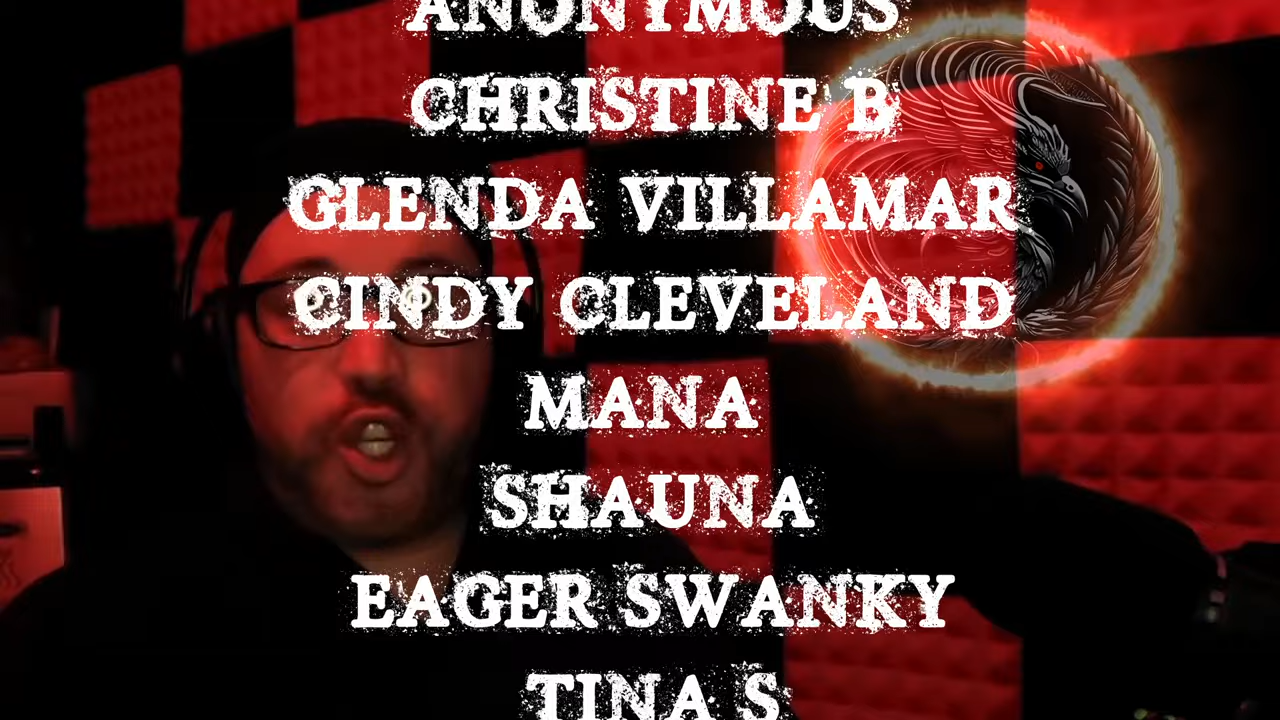 ANONYMOUS
CHRISTINE B
GLENDA VILLAMAR
CINDY CLEVELAND
MANA
SHAUNA
EAGER SWANKY
TINA S